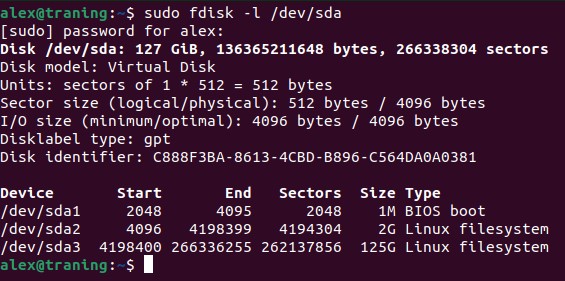 alex@traning:~$ sudo fdisk -l /dev/sda
[sudo] password for alex:
Disk /dev/sda: 127 GiB, 136365211648 bytes, 266338304 sectors
Disk model: Virtual Disk
Units: sectors of 1 * 512 = 512 bytes
Sector size (logical/physical): 512 bytes / 4096 bytes
I/O size (minimum/optimal): 4096 bytes / 4096 bytes
Disklabel type: gpt
Disk identifier: C888F3BA-8613-4CBD-B896-C564DA0A0381
Device       Start       End   Sectors  Size Type
/dev/sda1     2048      4095      2048    1M BIOS boot
/dev/sda2     4096   4198399   4194304    2G Linux filesystem
/dev/sda3  4198400 266336255 262137856  125G Linux filesystem
alex@traning:~$